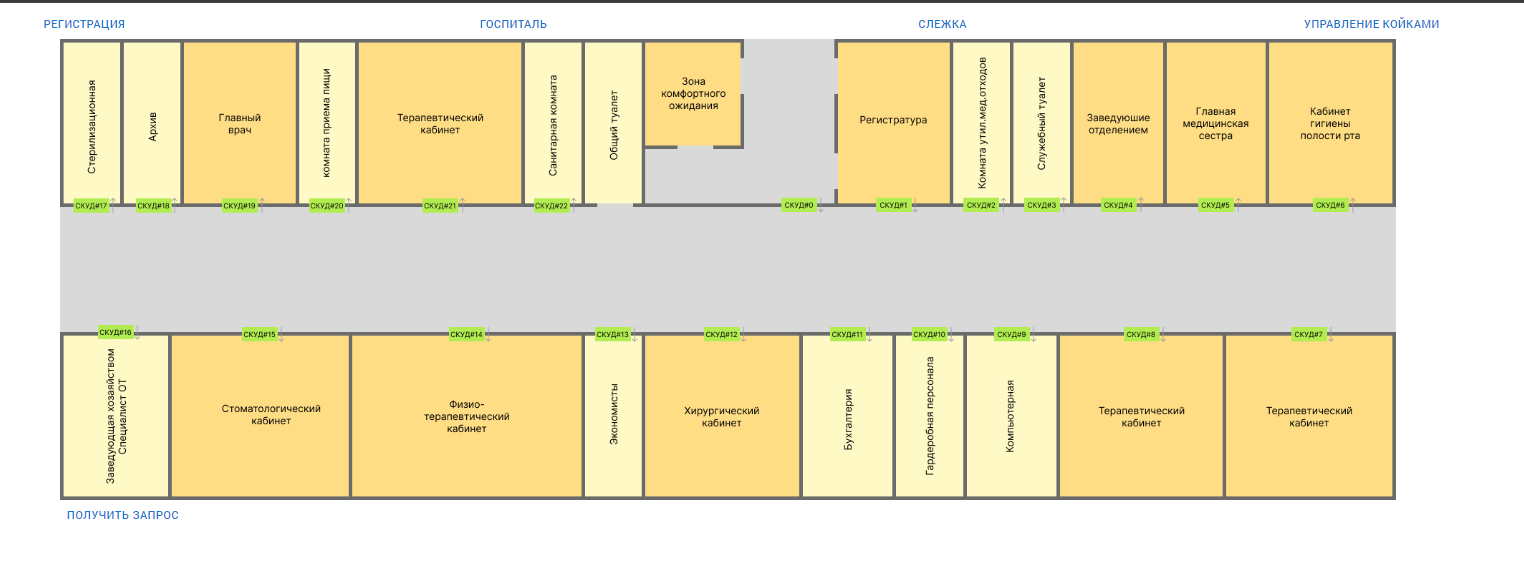 РЕГИСТРАЦИЯ
ГОСПИТАЛЬ
СЛЕЖКА
УПРАВЛЕНИЕ КОЙКАМИ
Стерилизационная
Архив
Главный
врач
комната приема пищи
Терапевтический
кабинет
Санитарная комната
Общий туалет
Зона
комфортного
ожидания
Регистратура
Комната утил.мед.отходов
Служебный туалет
Заведуюшие
отделением
Главная
медицинская
сестра
Кабинет
гигиены
полости рта
СКУД#17
СКУД#18
СКУД#19
СКУД#20
СКУД#21
СКУД#22
СКУД#0
СКУД#1
СКУД#2
СКУД#3
СКУД#4
СКУД#5
СКУД#6
СКУД#16
СКУД#15
СКУД#14
СКУД#13
СКУД#12
СКУД#11
СКУД#10
СКУД#9
СКУД#8
СКУД#7
Заведующая хозяйством
Специалист ОТ
Стоматологический
кабинет
Физио-
терапевтический
кабинет
Экономисты
Хирургический
кабинет
Бухгалтерия
Гардеробная персонала
Компьютерная
Терапевтический
кабинет
Терапевтический
кабинет
ПОЛУЧИТЬ ЗАПРОС